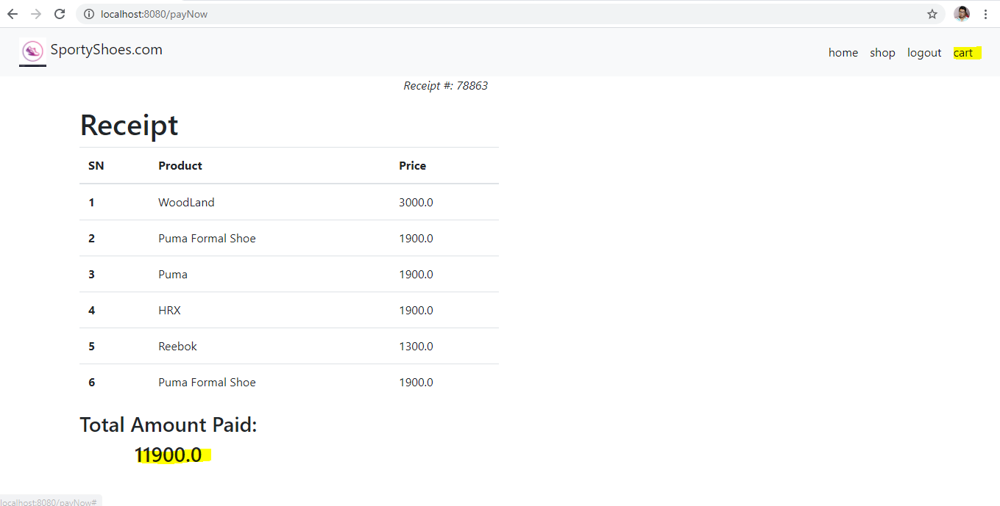 localhost:8080/payNow
SportyShoes.com
home shop logout cart
Receipt #: 78863
Receipt
SN Product Price
1 WoodLand 3000.0
2 Puma Formal Shoe 1900.0
3 Puma 1900.0
4 HRX 1900.0
5 Reebok 1300.0
6 Puma Formal Shoe 1900.0
Total Amount Paid:
11900.0
localhost:8080/payNow#